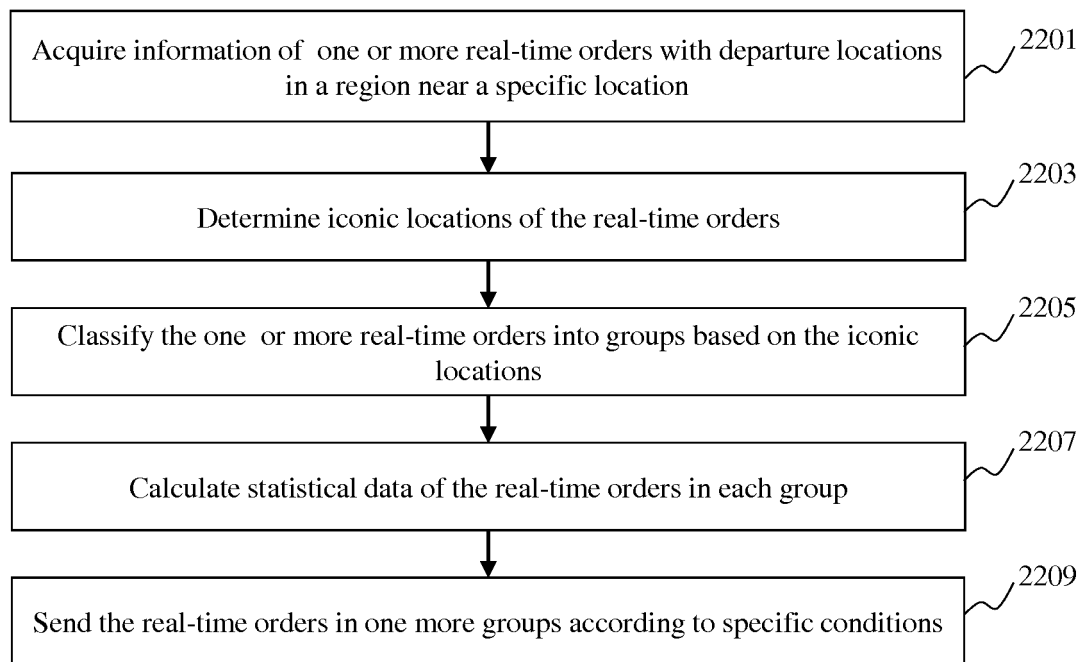 Acquire information of one or more real-time orders with departure locations
in a region near a specific location
2201
Determine iconic locations of the real-time orders
2203
Classify the one or more real-time orders into groups based on the iconic
locations
2205
Calculate statistical data of the real-time orders in each group
2207
Send the real-time orders in one more groups according to specific conditions
2209